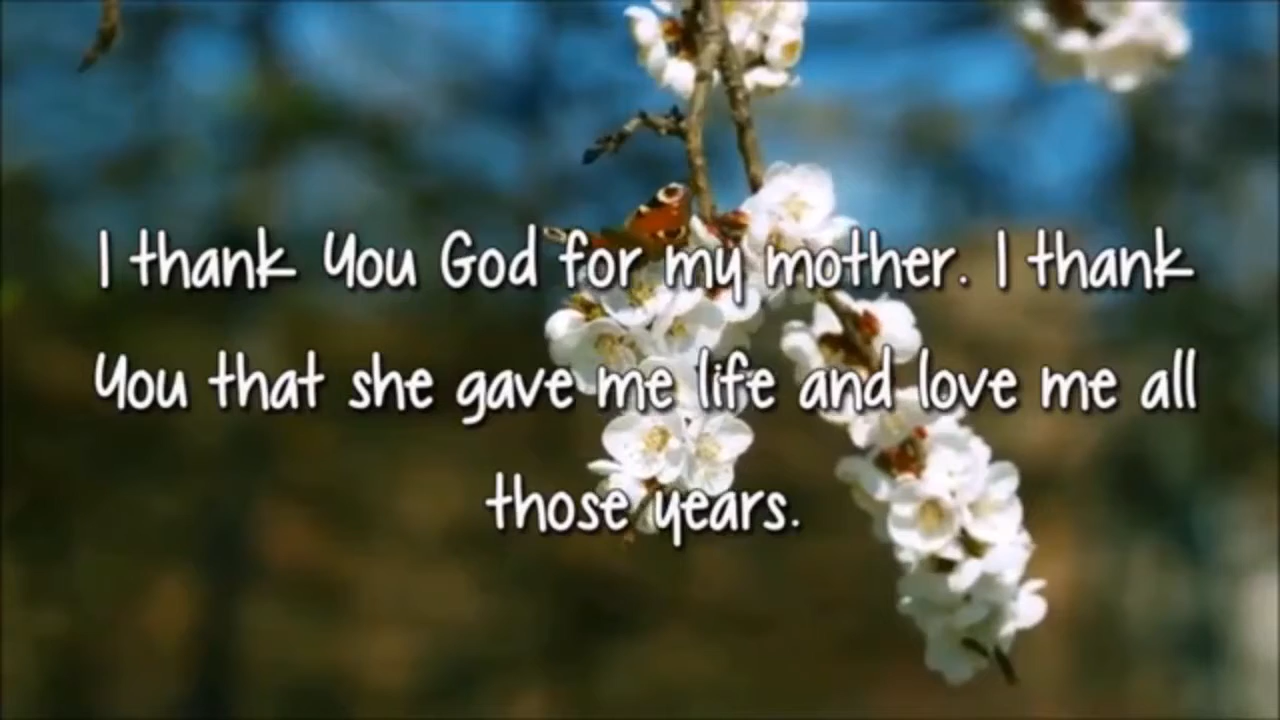 I thank You God for my mother. I thank
You that she gave me life and love me all
those years.